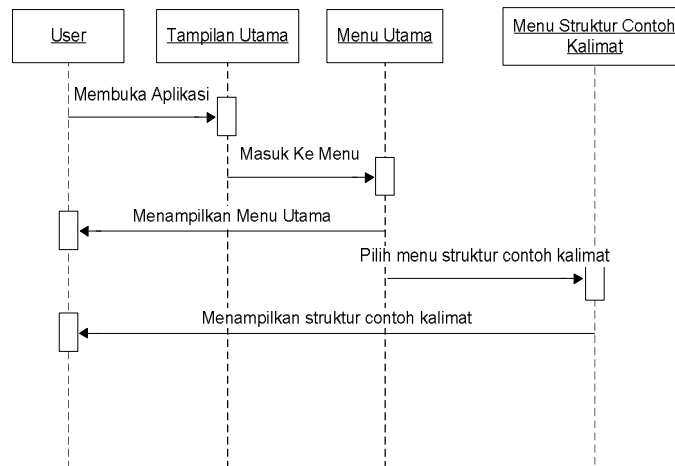 User
Tampilan Utama
Menu Utama
Menu Struktur Contoh
Kalimat
Membuka Aplikasi
Masuk Ke Menu
Menampilkan Menu Utama
Pilih menu struktur contoh kalimat
Menampilkan struktur contoh kalimat